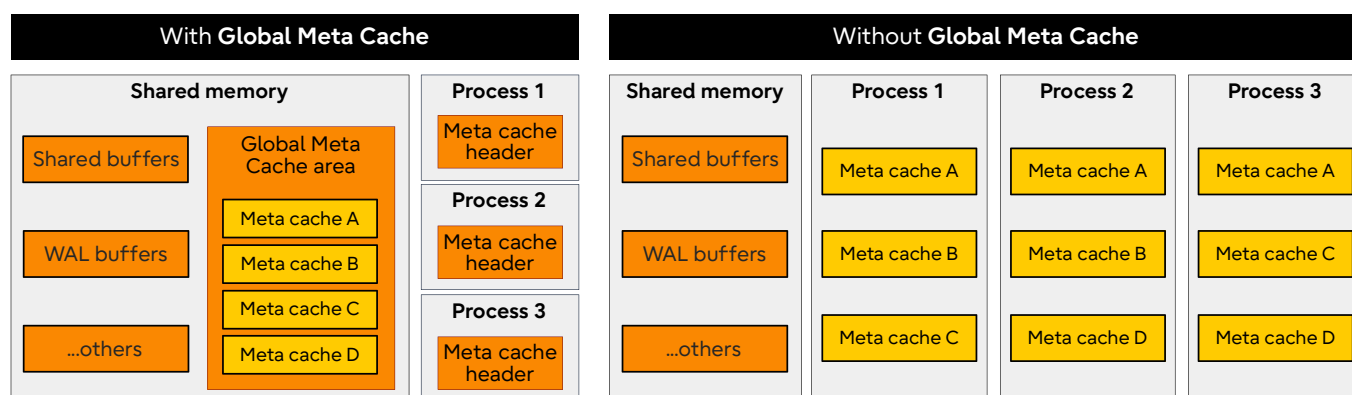 With Global Meta Cache
Shared memory
Shared buffers
WAL buffers
...others
Global Meta
Cache area
Meta cache A
Meta cache B
Meta cache C
Meta cache D
Process 1
Meta cache
header
Process 2
Meta cache
header
Process 3
Meta cache
header
Without Global Meta Cache
Shared memory
Shared buffers
WAL buffers
...others
Process 1
Meta cache A
Meta cache B
Meta cache C
Process 2
Meta cache A
Meta cache B
Meta cache D
Process 3
Meta cache A
Meta cache C
Meta cache D